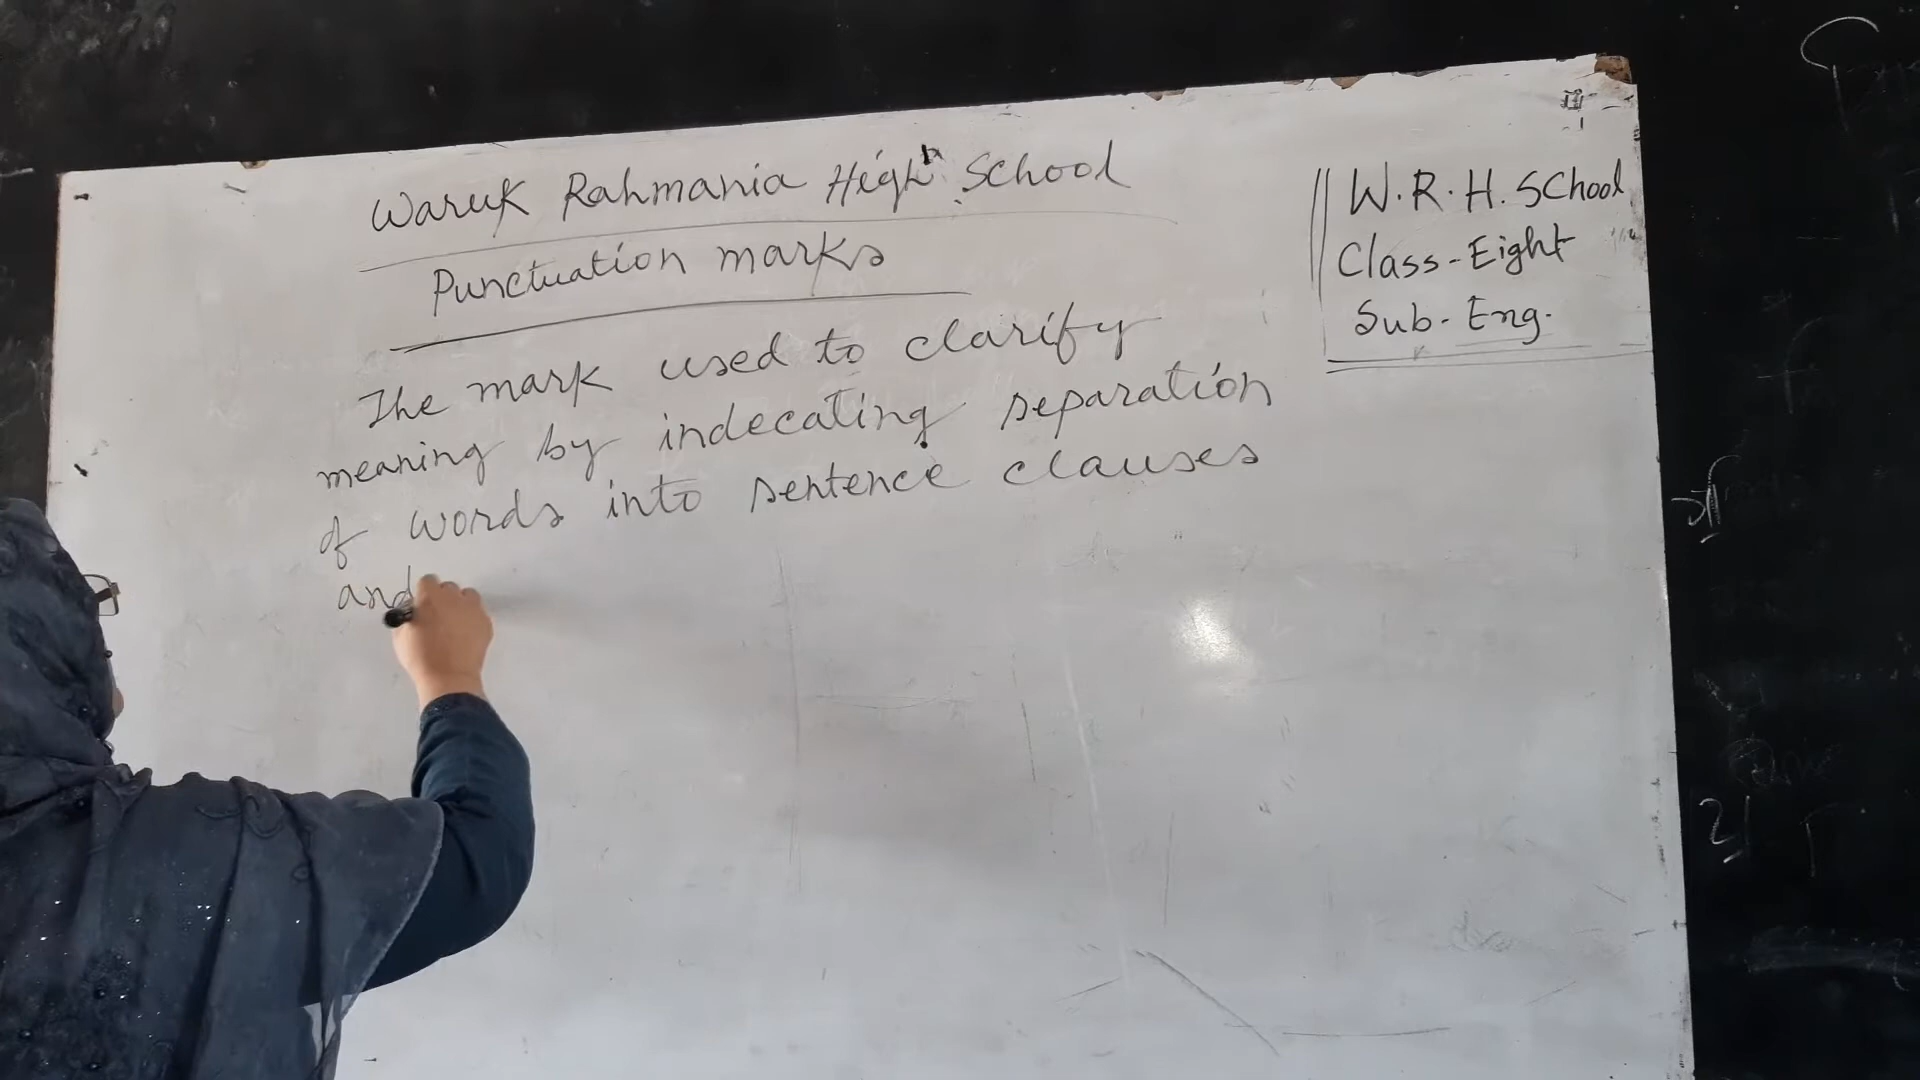 Waruk Rahmania High School
Punctuation marks
The mark used to clarify
meaning by indecating separation
of words into sentence clauses
and
W.R.H. School
Class-Eight
Sub- Eng.